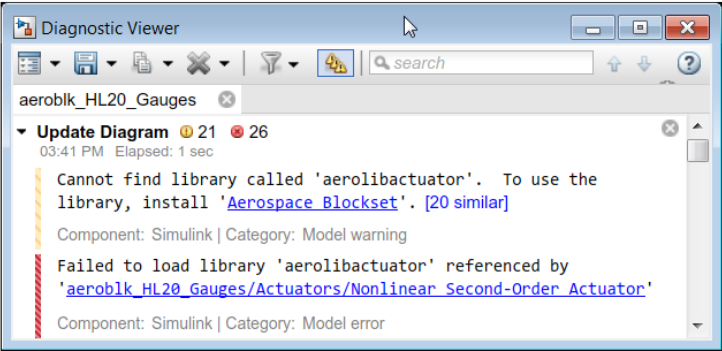 Diagnostic Viewer
search
aeroblk_HL20_Gauges
Update Diagram 21 26
03:41 PM Elapsed: 1 sec
Cannot find library called 'aerolibactuator'. To use the
library, install 'Aerospace Blockset'. [20 similar]
Component: Simulink | Category: Model warning
Failed to load library 'aerolibactuator' referenced by
'aeroblk_HL20_Gauges/Actuators/Nonlinear Second-Order Actuator'
Component: Simulink | Category: Model error